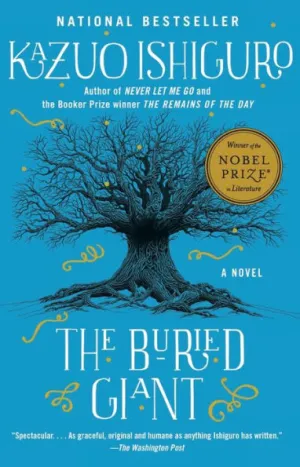 NATIONAL BESTSELLER
KAZUO ISHIGURO
Author of NEVER LET ME GO and
the Booker Prize winner THE REMAINS OF THE DAY
Winner of the
NOBEL
PRIZE®
in Literature
A NOVEL
THE BURIED
GIANT
"Spectacular. . . . As graceful, original and humane as anything Ishiguro has written."
—The Washington Post